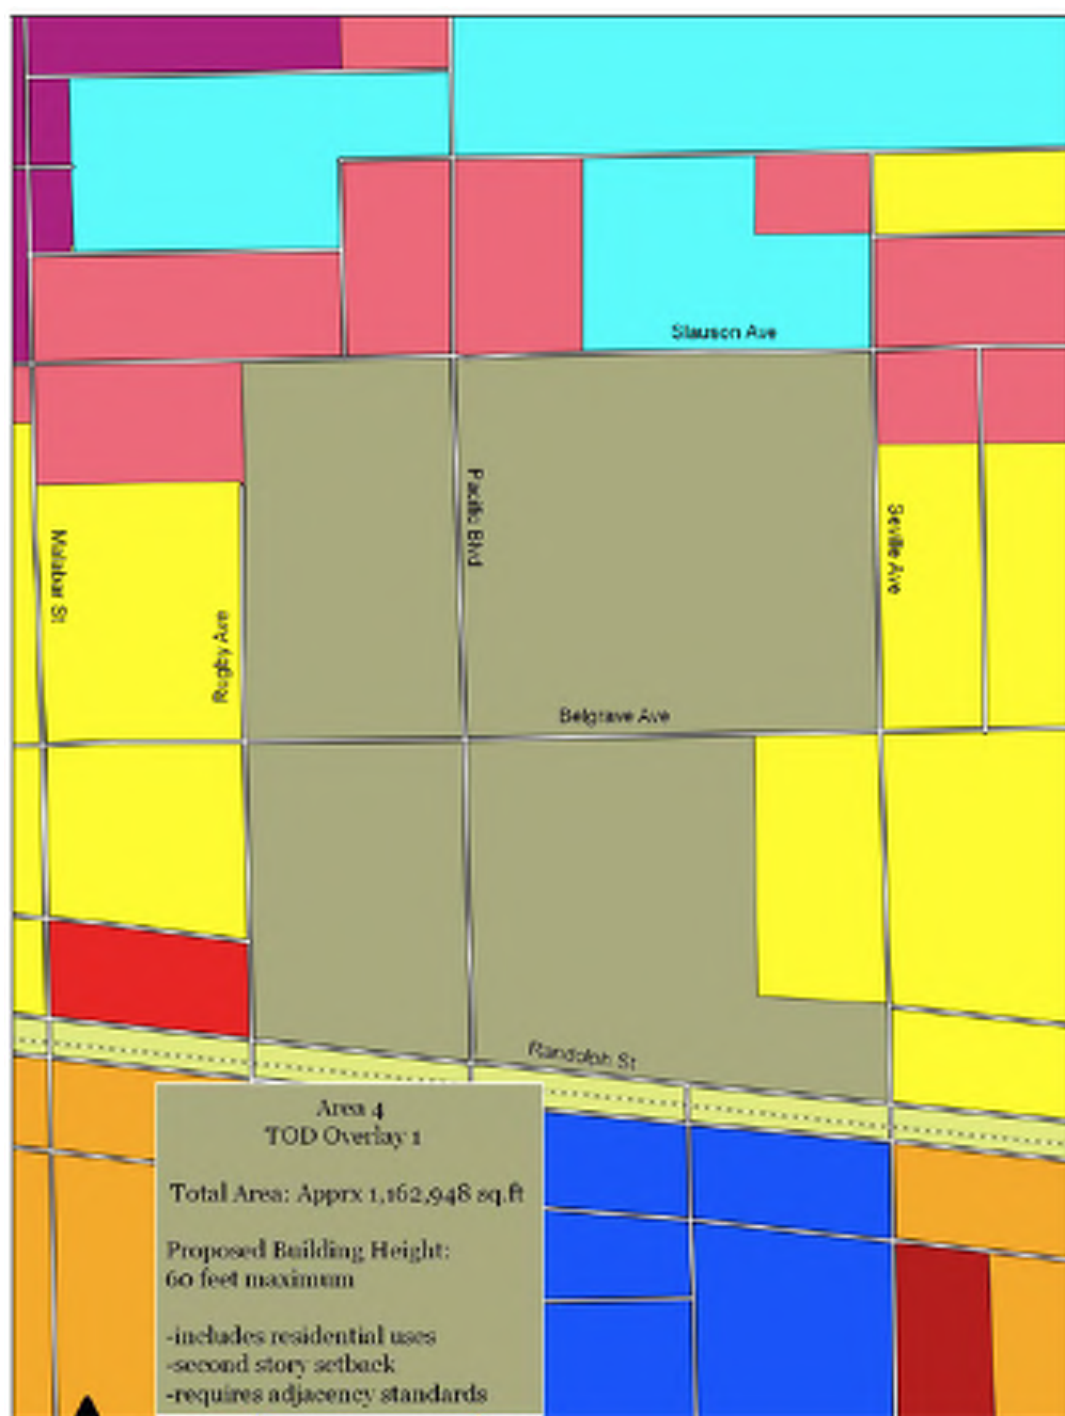 Slauson Ave
Pacific Blvd
Seville Ave
Malabar St
Rugby Ave
Belgrave Ave
Randolph St
Area 4
TOD Overlay 1
Total Area: Apprx 1,162,948 sq.ft
Proposed Building Height:
60 feet maximum
-includes residential uses
-second story setback
-requires adjacency standards